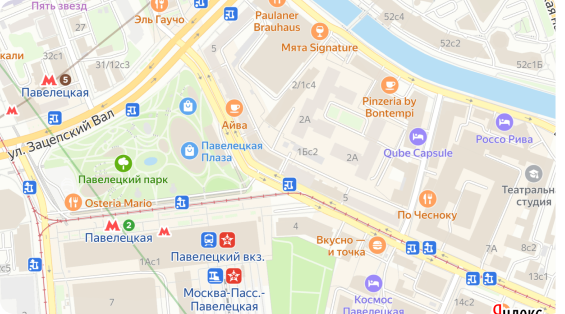 Пять звезд
Эль Гаучо
Paulaner
Brauhaus
Мята Signature
52с4
52с2
52с1Б
кали
27
32
31/12с3
5
Павелецкая
ул. Зацепский Вал
2/1с4
Pinzeria by
Bontempi
Айва
2А
Павелецкая
Плаза
1Бс2
2А
Qube Capsule
Россо Рива
Павелецкий парк
Театральн
студия
Osteria Mario
5
По Чесноку
2
Павелецкая
4
Вкусно —
и точка
7А
8с2
Павелецкий вкз.
1Ас1
Москва-Пасс.-
Павелецкая
13с1
7
Космос
Павелецкая
14с2
Яндекс